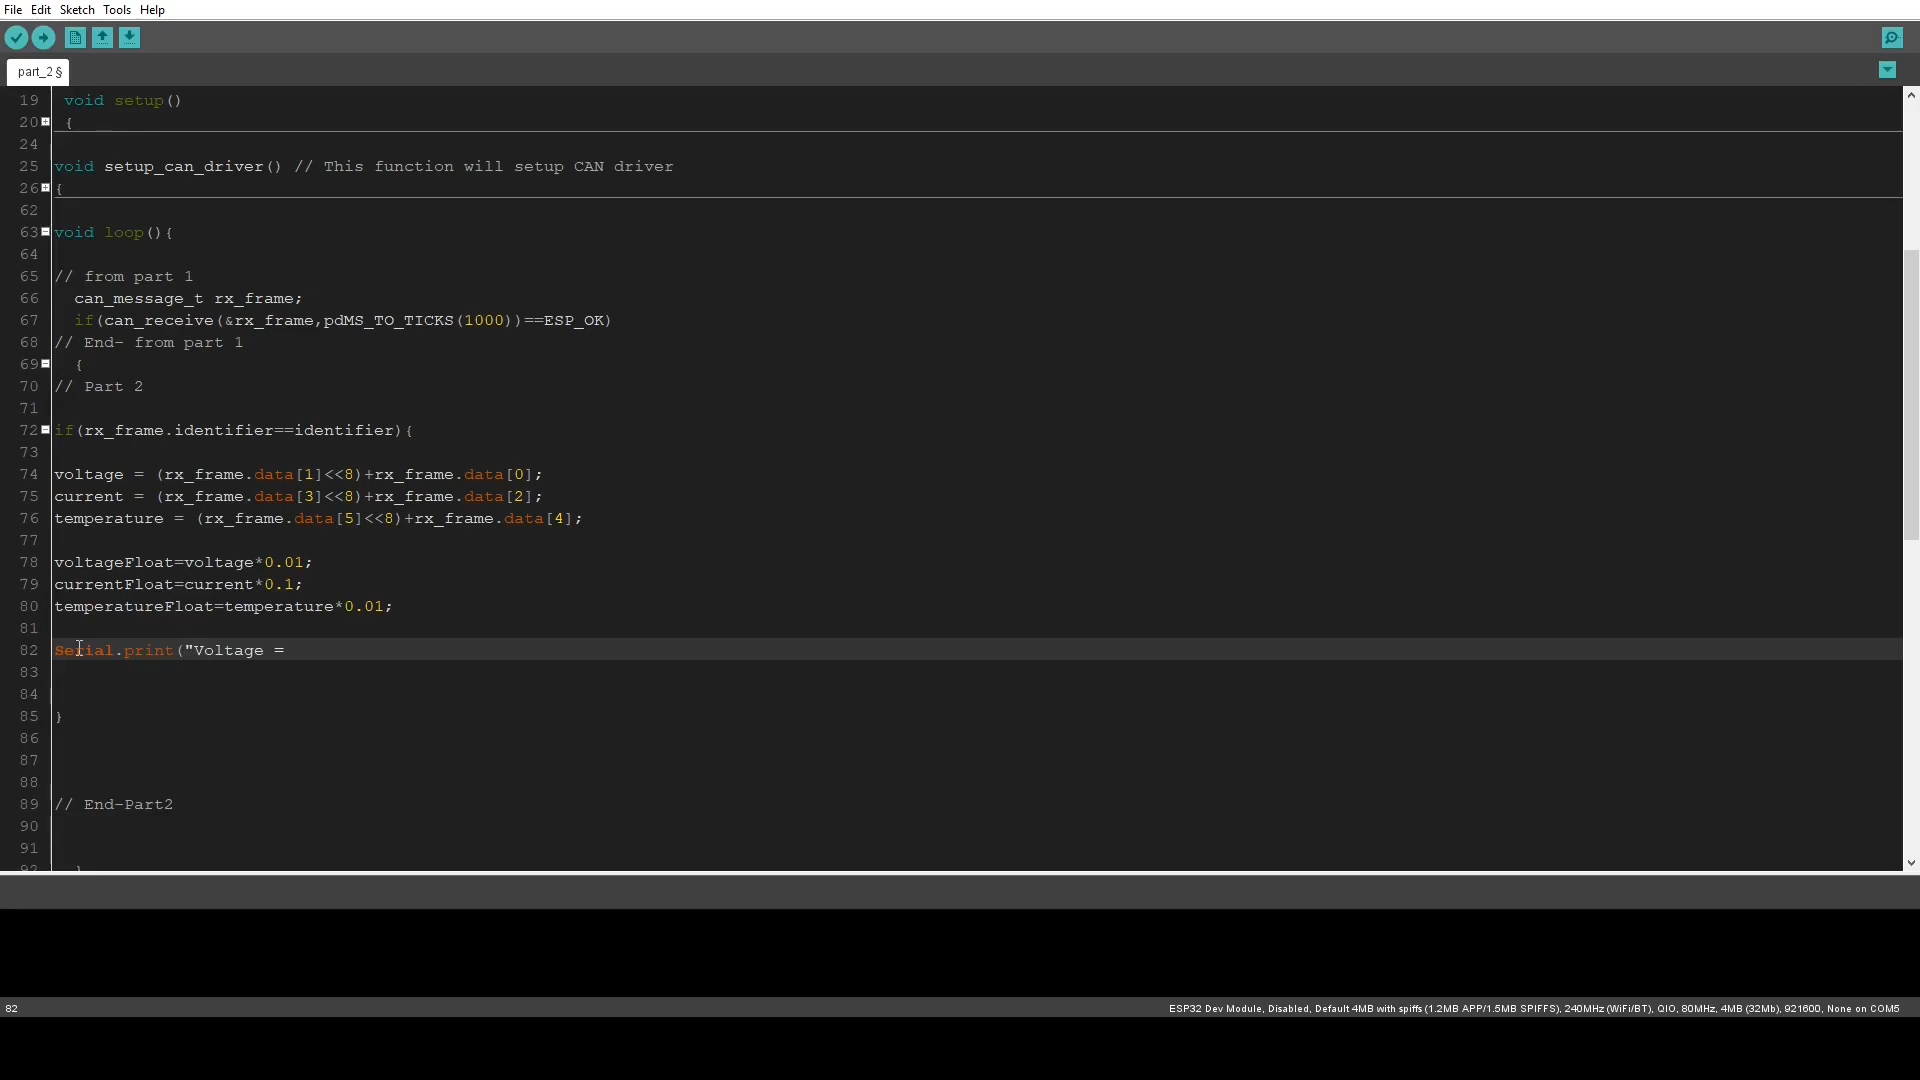 File Edit Sketch Tools Help
part_2 §
19 void setup()
20 {
24
25 void setup_can_driver() // This function will setup CAN driver
26 {
62
63 void loop(){
64
65 // from part 1
66 can_message_t rx_frame;
67 if(can_receive(&rx_frame,pdMS_TO_TICKS(1000))==ESP_OK)
68 // End- from part 1
69 {
70 // Part 2
71
72 if(rx_frame.identifier==identifier){
73
74 voltage = (rx_frame.data[1]<<8)+rx_frame.data[0];
75 current = (rx_frame.data[3]<<8)+rx_frame.data[2];
76 temperature = (rx_frame.data[5]<<8)+rx_frame.data[4];
77
78 voltageFloat=voltage*0.01;
79 currentFloat=current*0.1;
80 temperatureFloat=temperature*0.01;
81
82 Serial.print("Voltage =
83
84
85 }
86
87
88
89 // End-Part2
90
91
92 }
82
ESP32 Dev Module, Disabled, Default 4MB with spiffs (1.2MB APP/1.5MB SPIFFS), 240MHz (WiFi/BT), QIO, 80MHz, 4MB (32Mb), 921600, None on COM5